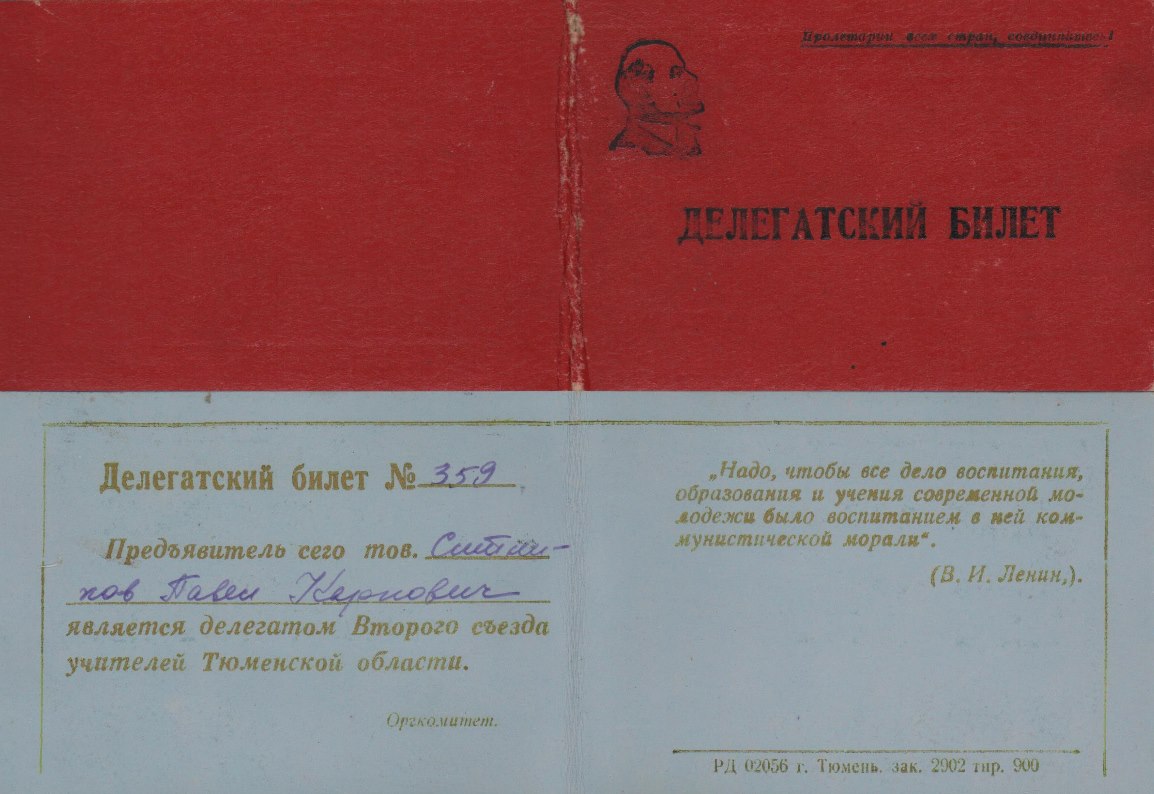 Пролетарии всех стран, соединяйтесь!
ДЕЛЕГАТСКИЙ БИЛЕТ
Делегатский билет № 359
Предъявитель сего тов.
Павел Карпович
является делегатом Второго съезда
учителей Тюменской области.
Оргкомитет.
„Надо, чтобы все дело воспитания,
образования и учения современной мо-
лодежи было воспитанием в ней ком-
мунистической морали“.
(В. И. Ленин,).
РД 02056 г. Тюмень. зак. 2902 тир. 900